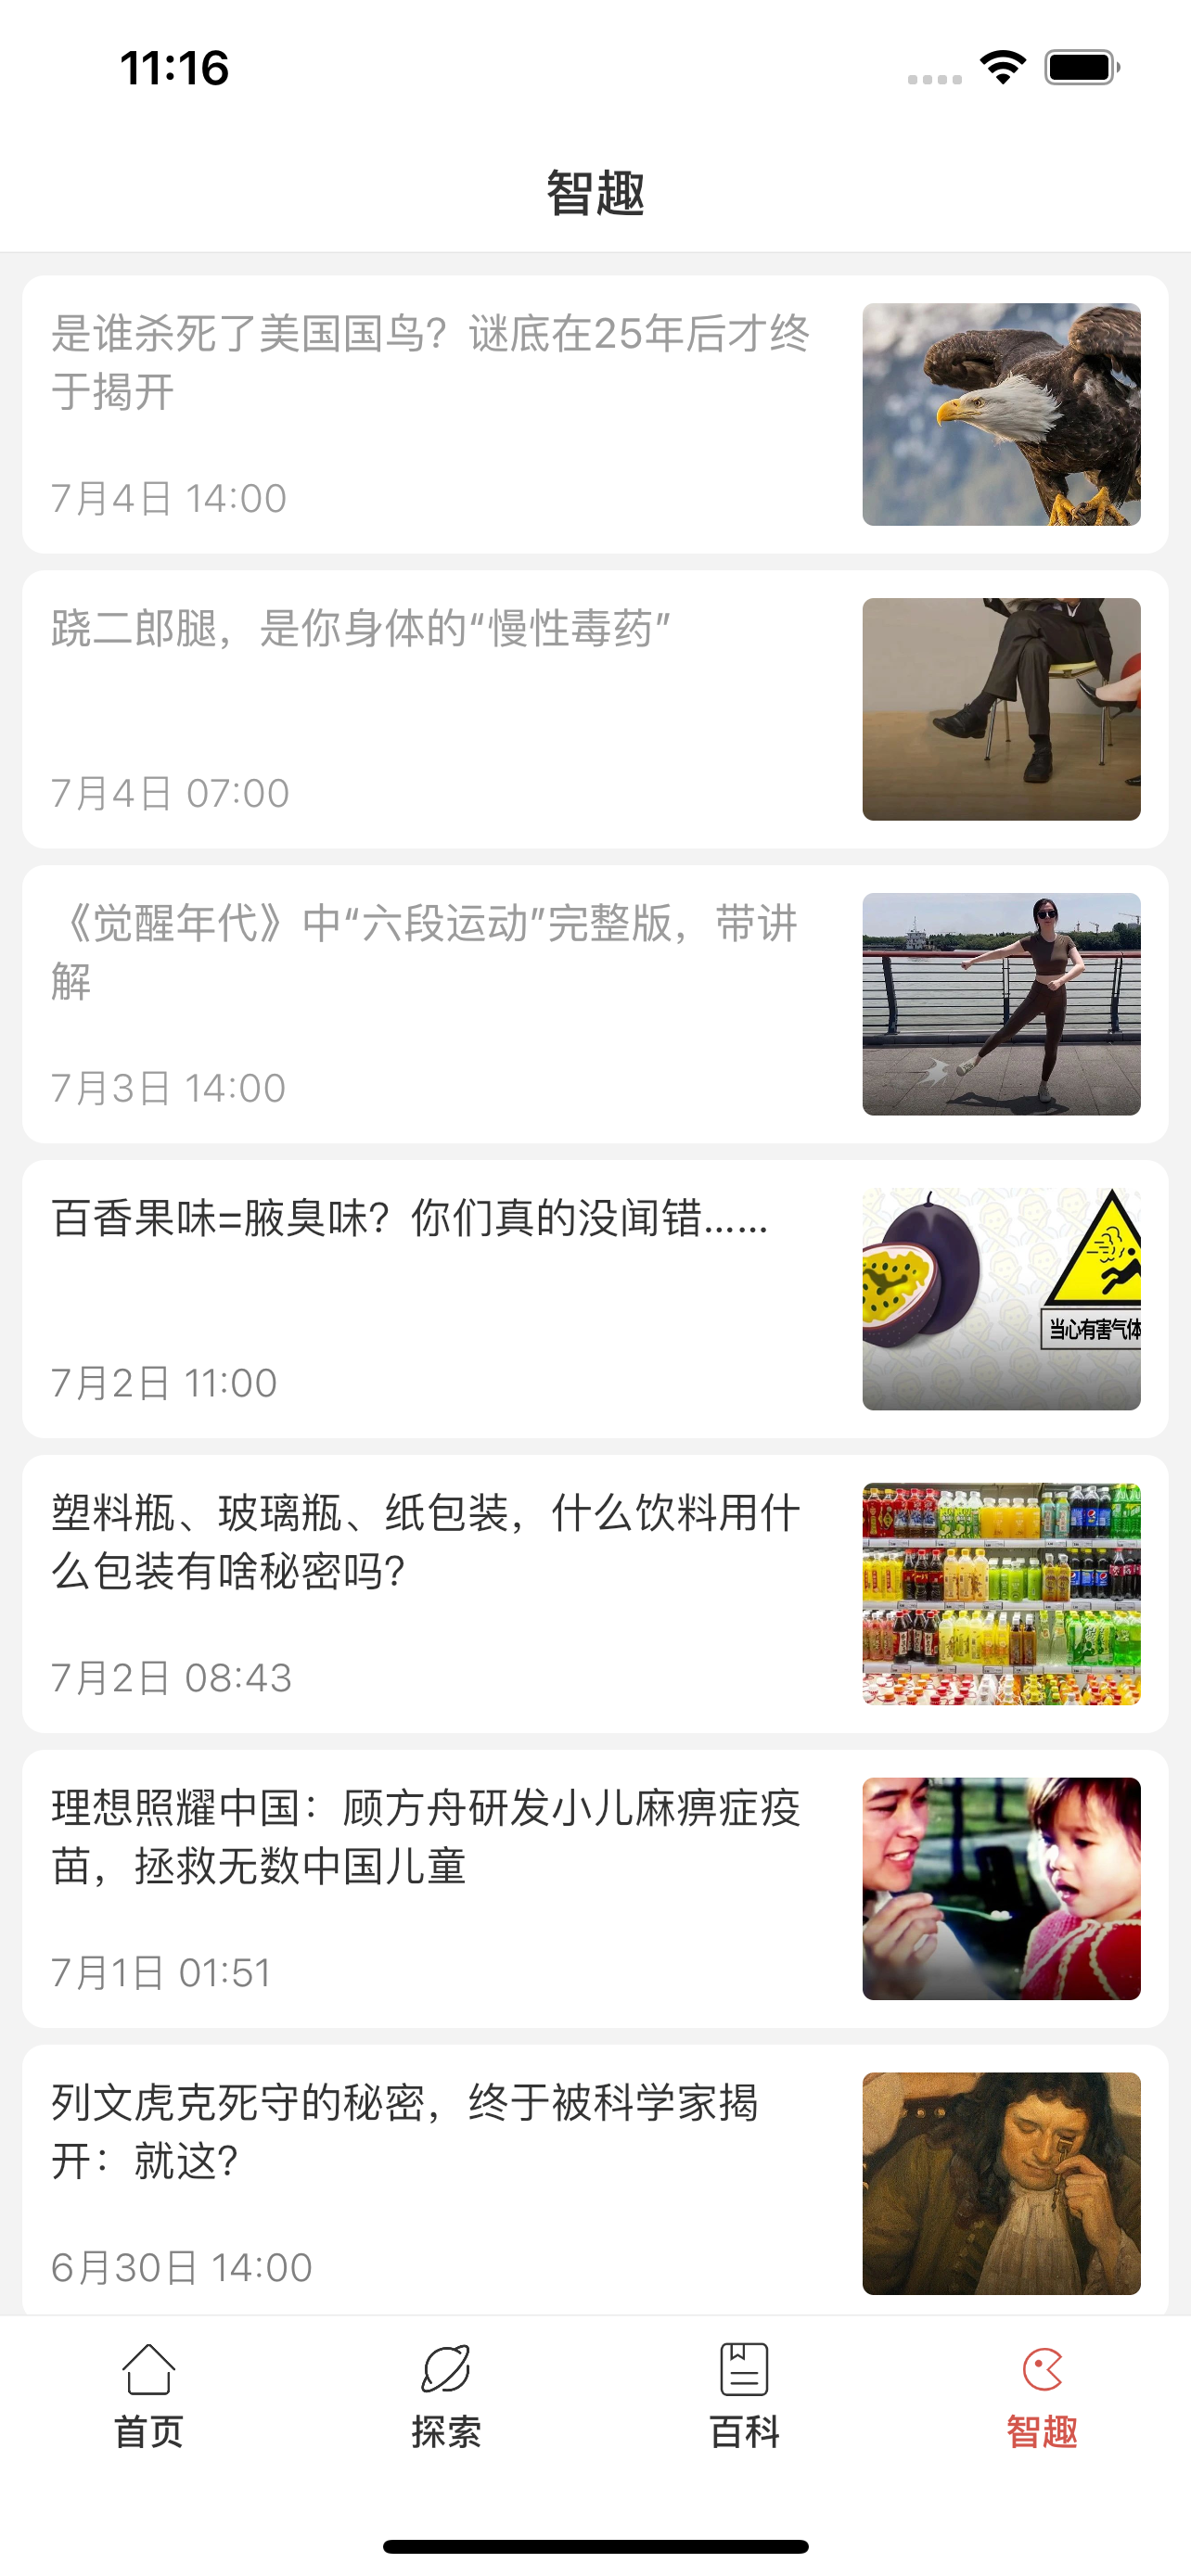 11:16
智趣
是谁杀死了美国国鸟？谜底在25年后才终
于揭开
7月4日 14:00
跷二郎腿，是你身体的“慢性毒药”
7月4日 07:00
《觉醒年代》中“六段运动”完整版，带讲
解
7月3日 14:00
百香果味=腋臭味？你们真的没闻错……
当心有害气体
7月2日 11:00
塑料瓶、玻璃瓶、纸包装，什么饮料用什
么包装有啥秘密吗？
7月2日 08:43
理想照耀中国：顾方舟研发小儿麻痹症疫
苗，拯救无数中国儿童
7月1日 01:51
列文虎克死守的秘密，终于被科学家揭
开：就这？
6月30日 14:00
首页
探索
百科
智趣